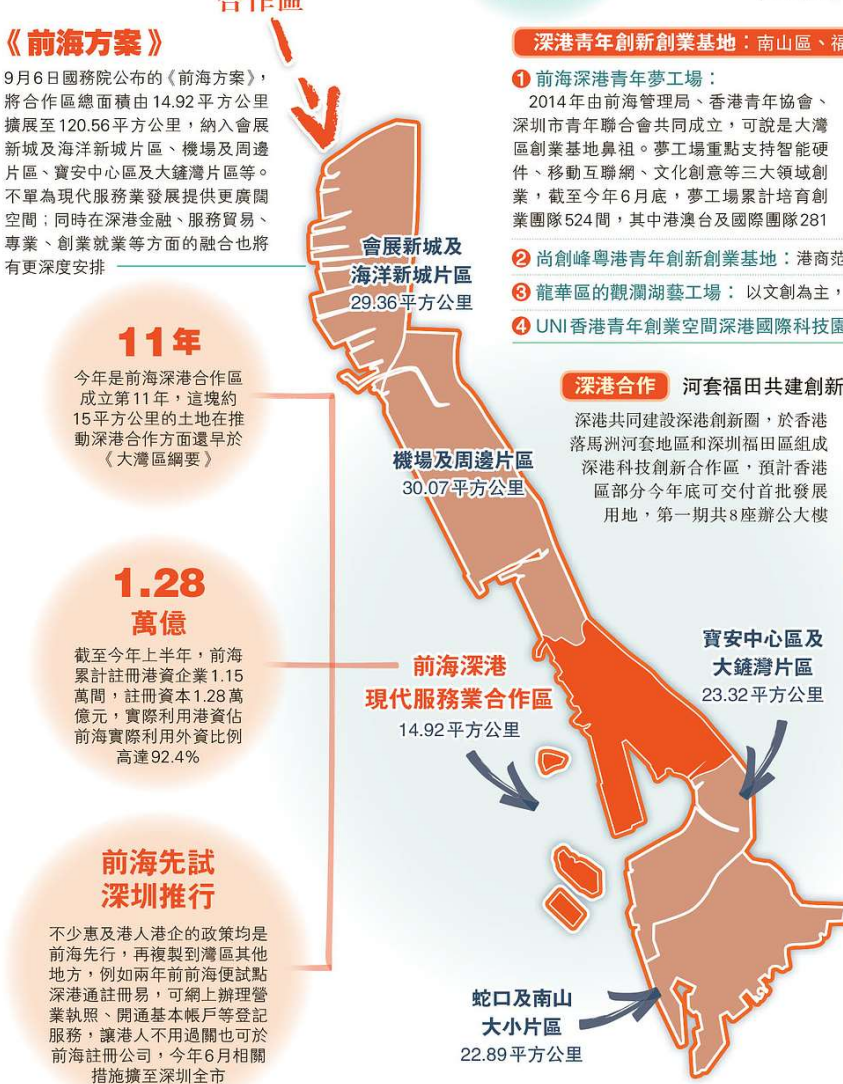 合作區
《前海方案》
9月6日國務院公布的《前海方案》，
將合作區總面積由14.92平方公里
擴展至120.56平方公里，納入會展
新城及海洋新城片區、機場及周邊
片區、寶安中心區及大鏟灣片區等。
不單為現代服務業發展提供更廣闊
空間；同時在深港金融、服務貿易、
專業、創業就業等方面的融合也將
有更深度安排
11年
今年是前海深港合作區
成立第11年，這塊約
15平方公里的土地在推
動深港合作方面還早於
《大灣區綱要》
1.28
萬億
截至今年上半年，前海
累計註冊港資企業1.15
萬間，註冊資本1.28萬
億元，實際利用港資佔
前海實際利用外資比例
高達92.4%
前海先試
深圳推行
不少惠及港人港企的政策均是
前海先行，再複製到灣區其他
地方，例如兩年前前海便試點
深港通註冊易，可網上辦理營
業執照、開通基本帳戶等登記
服務，讓港人不用過關也可於
前海註冊公司，今年6月相關
措施擴至深圳全市
會展新城及
海洋新城片區
29.36平方公里
機場及周邊片區
30.07平方公里
前海深港
現代服務業合作區
14.92平方公里
寶安中心區及
大鏟灣片區
23.32平方公里
蛇口及南山
大小片區
22.89平方公里
深港青年創新創業基地：南山區、福
1 前海深港青年夢工場：
2014年由前海管理局、香港青年協會、
深圳市青年聯合會共同成立，可說是大灣
區創業基地鼻祖。夢工場重點支持智能硬
件、移動互聯網、文化創意等三大領域創
業，截至今年6月底，夢工場累計培育創
業團隊524間，其中港澳台及國際團隊281
2 尚創峰粵港青年創新創業基地：港商范
3 龍華區的觀瀾湖藝工場：以文創為主，
4 UNI香港青年創業空間深港國際科技園
深港合作 河套福田共建創新
深港共同建設深港創新圈，於香港
落馬洲河套地區和深圳福田區組成
深港科技創新合作區，預計香港
區部分今年底可交付首批發展
用地，第一期共8座辦公大樓